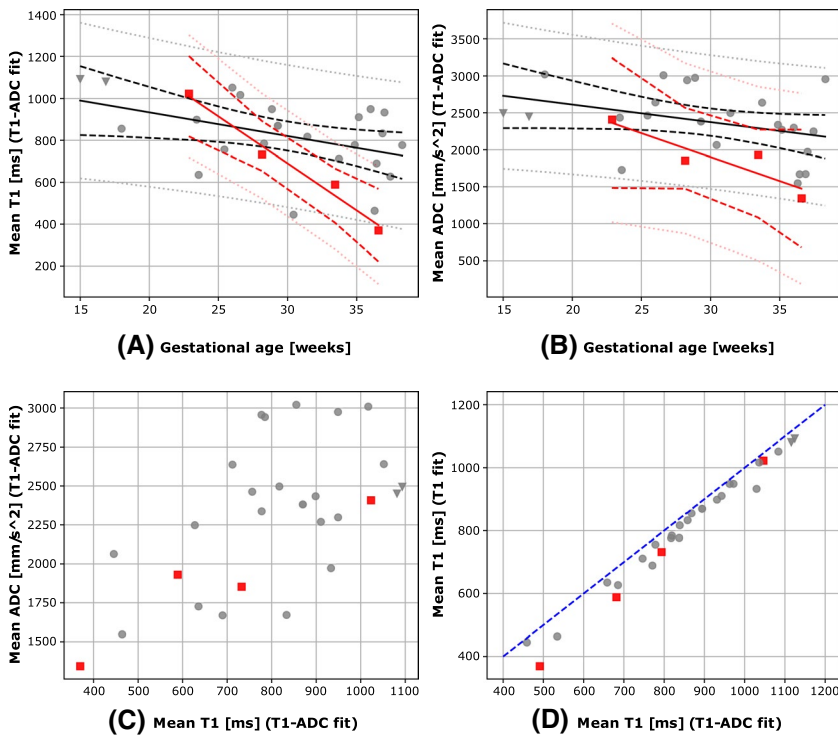 Mean T1 [ms] (T1-ADC fit)
1400
1200
1000
800
600
400
200
15 20 25 30 35
(A) Gestational age [weeks]
Mean ADC [mm/s^2] (T1-ADC fit)
3500
3000
2500
2000
1500
1000
500
15 20 25 30 35
(B) Gestational age [weeks]
Mean ADC [mm/s^2] (T1-ADC fit)
3000
2750
2500
2250
2000
1750
1500
400 500 600 700 800 900 1000 1100
(C) Mean T1 [ms] (T1-ADC fit)
Mean T1 [ms] (T1 fit)
1200
1000
800
600
400
400 500 600 700 800 900 1000 1100 1200
(D) Mean T1 [ms] (T1-ADC fit)